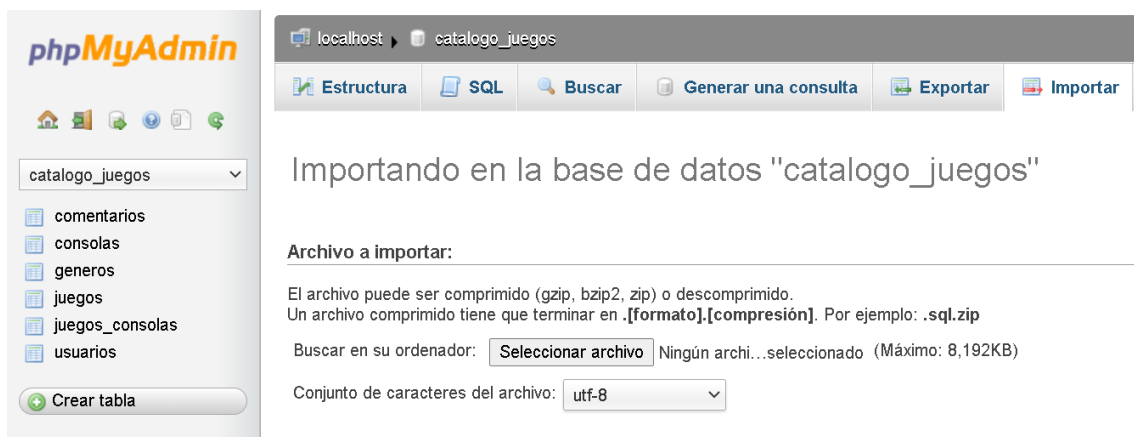 phpMyAdmin
catalogo_juegos
comentarios
consolas
generos
juegos
juegos_consolas
usuarios
Crear tabla
localhost catalogo_juegos
Estructura SQL Buscar Generar una consulta Exportar Importar
Importando en la base de datos "catalogo_juegos"
Archivo a importar:
El archivo puede ser comprimido (gzip, bzip2, zip) o descomprimido.
Un archivo comprimido tiene que terminar en .[formato].[compresión]. Por ejemplo: .sql.zip
Buscar en su ordenador: Seleccionar archivo Ningún archi...seleccionado (Máximo: 8,192KB)
Conjunto de caracteres del archivo: utf-8